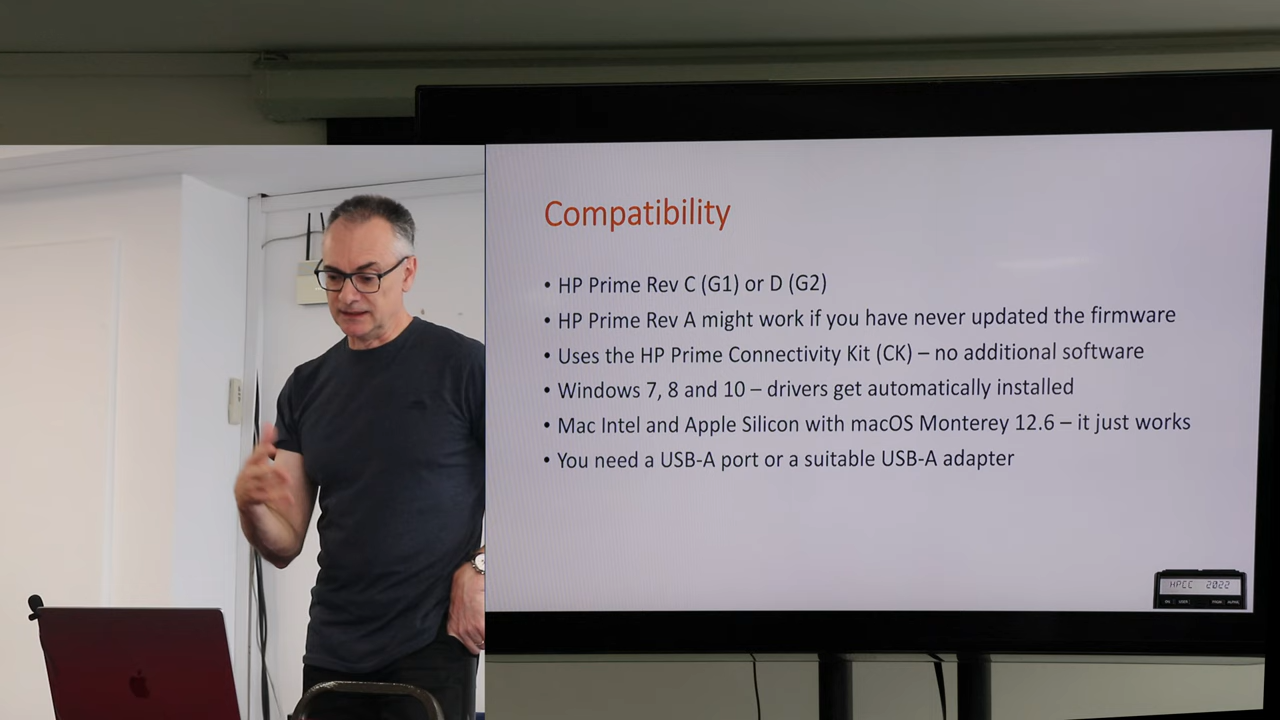 Compatibility
• HP Prime Rev C (G1) or D (G2)
• HP Prime Rev A might work if you have never updated the firmware
• Uses the HP Prime Connectivity Kit (CK) – no additional software
• Windows 7, 8 and 10 – drivers get automatically installed
• Mac Intel and Apple Silicon with macOS Monterey 12.6 – it just works
• You need a USB-A port or a suitable USB-A adapter
HPCC 2022